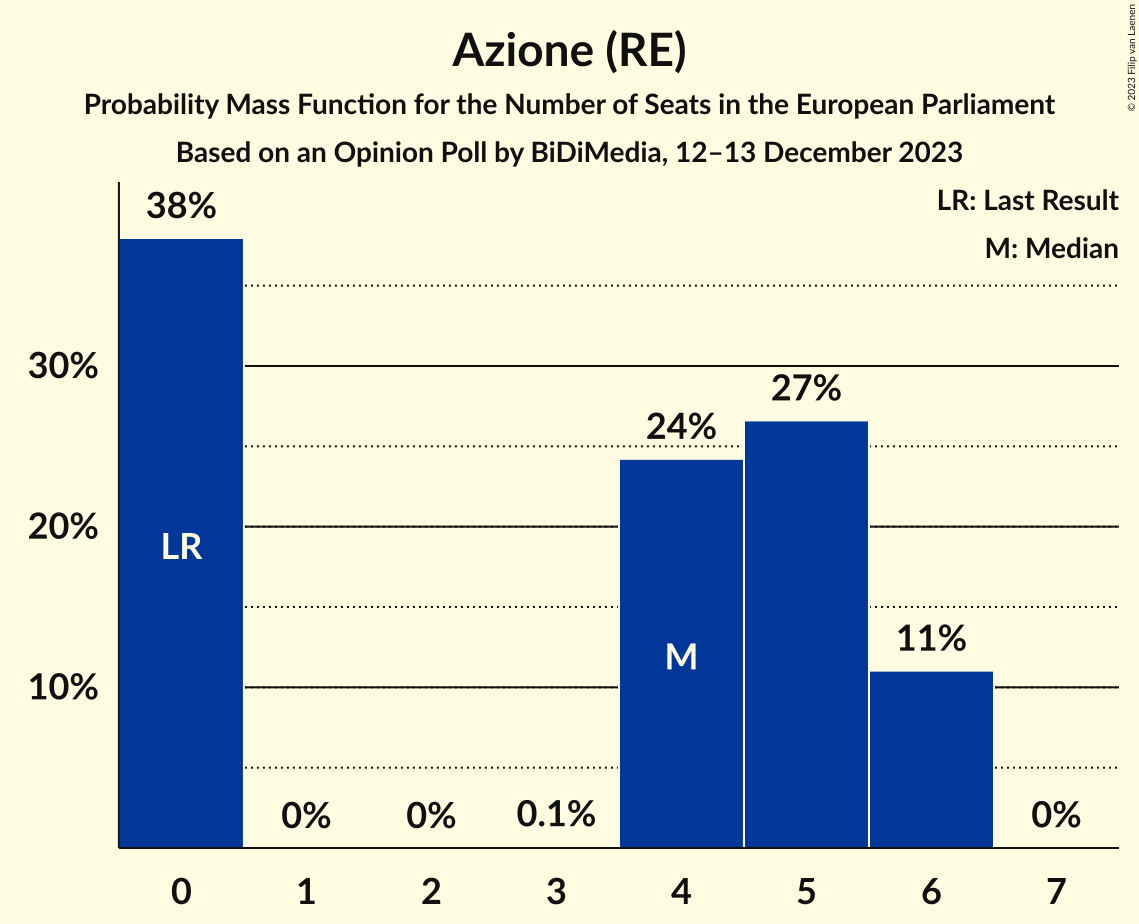 Azione (RE)
Probability Mass Function for the Number of Seats in the European Parliament
Based on an Opinion Poll by BiDiMedia, 12–13 December 2023
© 2023 Filip van Laenen
LR: Last Result
M: Median
38%
30%
27%
24%
20%
LR
11%
M
10%
0%
0%
0.1%
0%
0 1 2 3 4 5 6 7